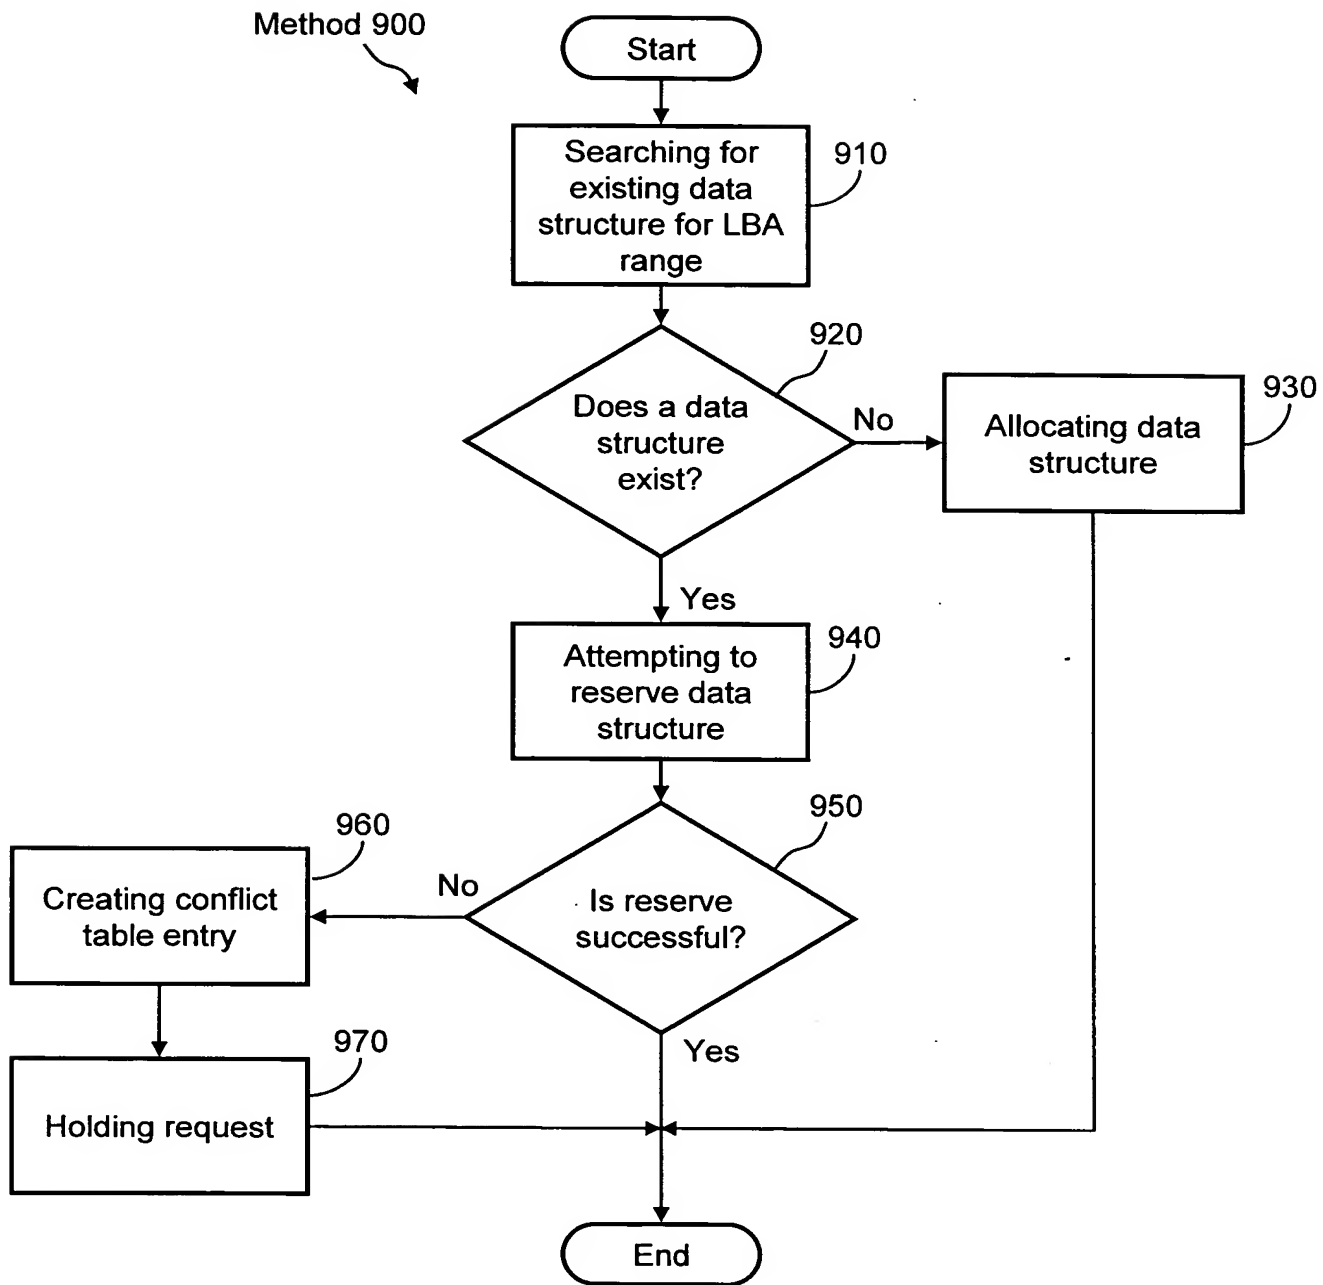 Method 900
Start
Searching for
existing data
structure for LBA
range
910
920
Does a data
structure
exist?
No
Allocating data
structure
930
Yes
Attempting to
reserve data
structure
940
950
Is reserve
successful?
No
960
Creating conflict
table entry
Yes
970
Holding request
End